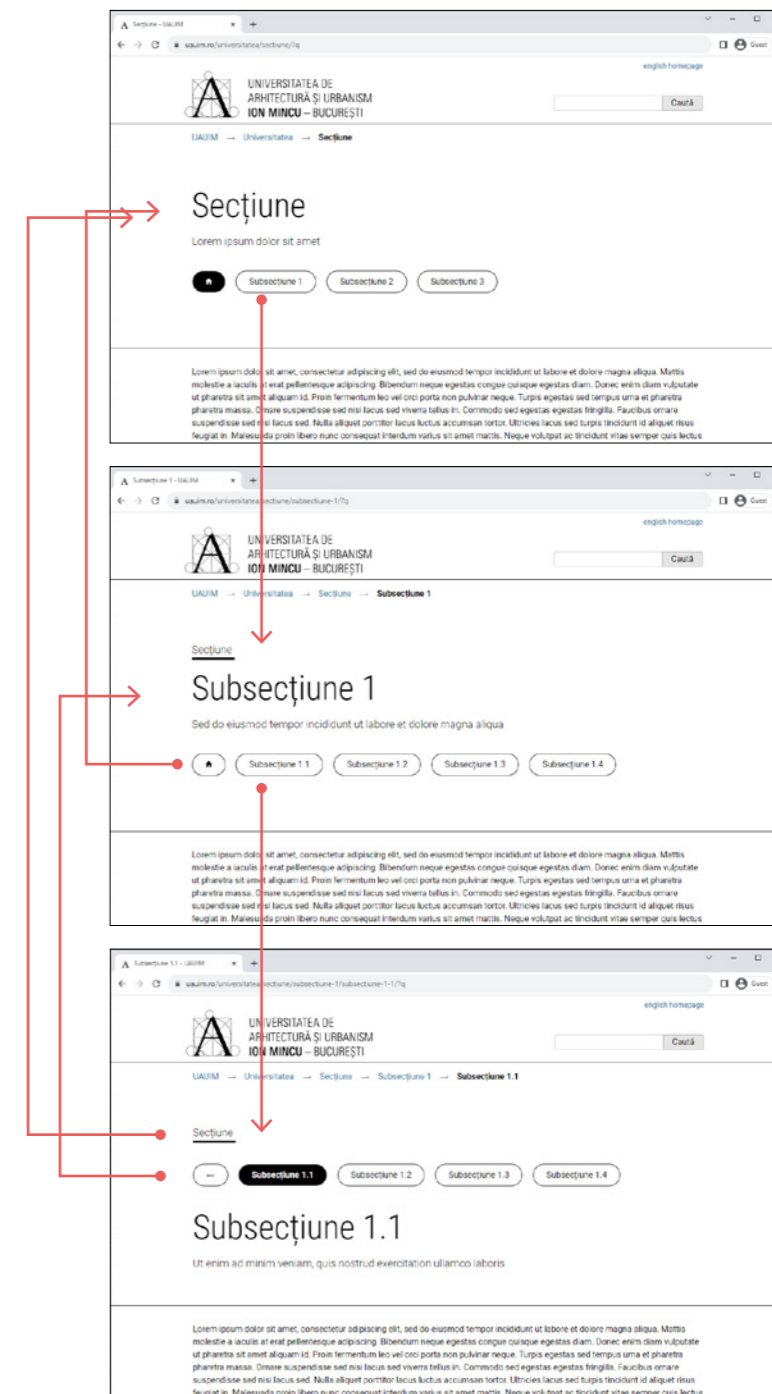 Secțiune - UAUIM
uauim.ro/universitatea/sectiune/?q
Guest
english homepage
UNIVERSITATEA DE
ARHITECTURĂ ȘI URBANISM
ION MINCU – BUCUREȘTI
Caută
UAUIM → Universitatea → Secțiune
Secțiune
Lorem ipsum dolor sit amet
Subsecțiune 1 Subsecțiune 2 Subsecțiune 3
Lorem ipsum dolor sit amet, consectetur adipiscing elit, sed do eiusmod tempor incididunt ut labore et dolore magna aliqua. Mattis
molestie a iaculis at erat pellentesque adipiscing. Bibendum neque egestas congue quisque egestas diam. Donec enim diam vulputate
ut pharetra sit amet aliquam id. Proin fermentum leo vel orci porta non pulvinar neque. Turpis egestas sed tempus urna et pharetra
pharetra massa. Ornare suspendisse sed nisi lacus sed viverra tellus in. Commodo sed egestas egestas fringilla. Faucibus ornare
suspendisse sed nisi lacus sed. Nulla aliquet porttitor lacus luctus accumsan tortor. Ultricies lacus sed turpis tincidunt id aliquet risus
feugiat in. Malesuada proin libero nunc consequat interdum varius sit amet mattis. Neque volutpat ac tincidunt vitae semper quis lectus
Subsecțiune 1 - UAUIM
uauim.ro/universitatea/sectiune/subsectiune-1/?q
Guest
english homepage
UNIVERSITATEA DE
ARHITECTURĂ ȘI URBANISM
ION MINCU – BUCUREȘTI
Caută
UAUIM → Universitatea → Secțiune → Subsecțiune 1
Secțiune
Subsecțiune 1
Sed do eiusmod tempor incididunt ut labore et dolore magna aliqua
Subsecțiune 1.1 Subsecțiune 1.2 Subsecțiune 1.3 Subsecțiune 1.4
Lorem ipsum dolor sit amet, consectetur adipiscing elit, sed do eiusmod tempor incididunt ut labore et dolore magna aliqua. Mattis
molestie a iaculis at erat pellentesque adipiscing. Bibendum neque egestas congue quisque egestas diam. Donec enim diam vulputate
ut pharetra sit amet aliquam id. Proin fermentum leo vel orci porta non pulvinar neque. Turpis egestas sed tempus urna et pharetra
pharetra massa. Ornare suspendisse sed nisi lacus sed viverra tellus in. Commodo sed egestas egestas fringilla. Faucibus ornare
suspendisse sed nisi lacus sed. Nulla aliquet porttitor lacus luctus accumsan tortor. Ultricies lacus sed turpis tincidunt id aliquet risus
feugiat in. Malesuada proin libero nunc consequat interdum varius sit amet mattis. Neque volutpat ac tincidunt vitae semper quis lectus
Subsecțiune 1.1 - UAUIM
uauim.ro/universitatea/sectiune/subsectiune-1/subsectiune-1-1/?q
Guest
english homepage
UNIVERSITATEA DE
ARHITECTURĂ ȘI URBANISM
ION MINCU – BUCUREȘTI
Caută
UAUIM → Universitatea → Secțiune → Subsecțiune 1 → Subsecțiune 1.1
Secțiune
... Subsecțiune 1.1 Subsecțiune 1.2 Subsecțiune 1.3 Subsecțiune 1.4
Subsecțiune 1.1
Ut enim ad minim veniam, quis nostrud exercitation ullamco laboris
Lorem ipsum dolor sit amet, consectetur adipiscing elit, sed do eiusmod tempor incididunt ut labore et dolore magna aliqua. Mattis
molestie a iaculis at erat pellentesque adipiscing. Bibendum neque egestas congue quisque egestas diam. Donec enim diam vulputate
ut pharetra sit amet aliquam id. Proin fermentum leo vel orci porta non pulvinar neque. Turpis egestas sed tempus urna et pharetra
pharetra massa. Ornare suspendisse sed nisi lacus sed viverra tellus in. Commodo sed egestas egestas fringilla. Faucibus ornare
suspendisse sed nisi lacus sed. Nulla aliquet porttitor lacus luctus accumsan tortor. Ultricies lacus sed turpis tincidunt id aliquet risus
feugiat in. Malesuada proin libero nunc consequat interdum varius sit amet mattis. Neque volutpat ac tincidunt vitae semper quis lectus